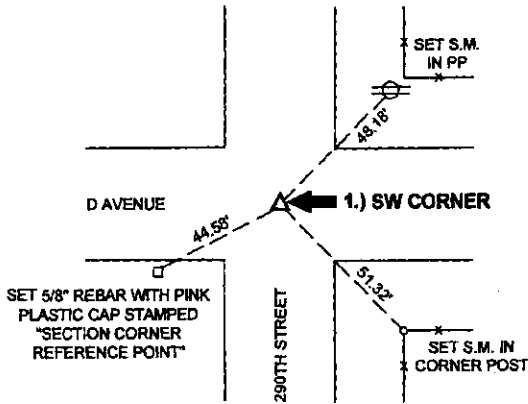 SET S.M.
IN PP
48.18'
D AVENUE
1.) SW CORNER
44.58'
51.32'
SET 5/8" REBAR WITH PINK
PLASTIC CAP STAMPED
"SECTION CORNER
REFERENCE POINT"
290TH STREET
SET S.M. IN
CORNER POST